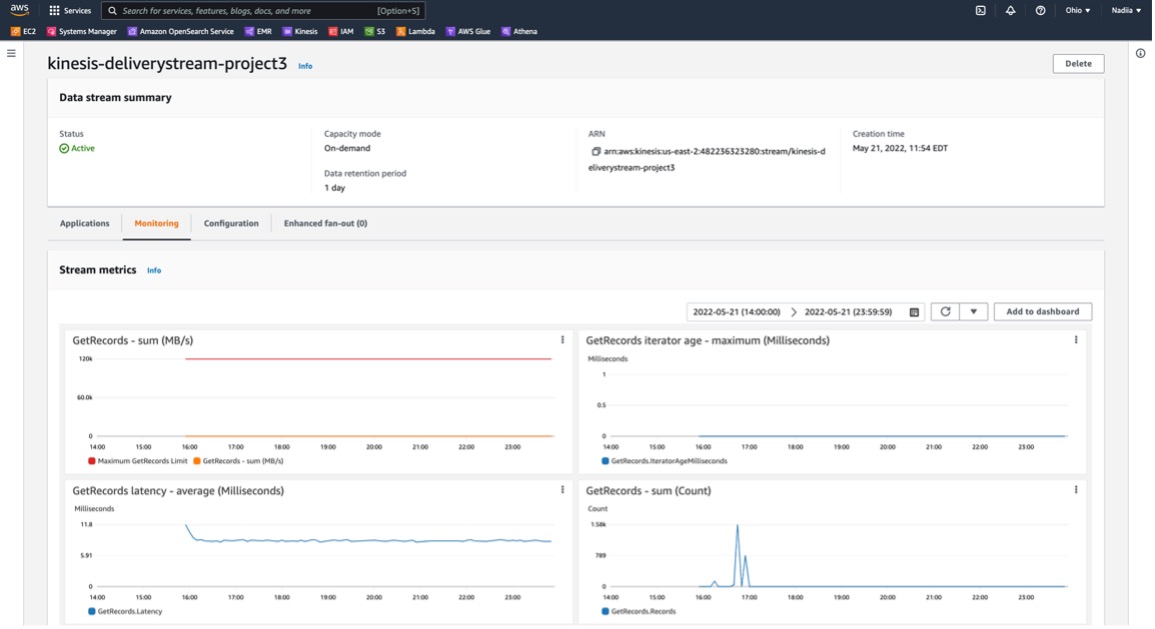 aws
Services
Search for services, features, blogs, docs, and more [Option+S]
Ohio
Nadiia
EC2 Systems Manager Amazon OpenSearch Service EMR Kinesis IAM S3 Lambda AWS Glue Athena
kinesis-deliverystream-project3 Info
Delete
Data stream summary
Status
Active
Capacity mode
On-demand
Data retention period
1 day
ARN
arn:aws:kinesis:us-east-2:482236323280:stream/kinesis-d
eliverystream-project3
Creation time
May 21, 2022, 11:54 EDT
Applications Monitoring Configuration Enhanced fan-out (0)
Stream metrics Info
2022-05-21 (14:00:00) 2022-05-21 (23:59:59)
Add to dashboard
GetRecords - sum (MB/s)
120k
60.0k
0
14:00 15:00 16:00 17:00 18:00 19:00 20:00 21:00 22:00 23:00
Maximum GetRecords Limit GetRecords - sum (MB/s)
GetRecords iterator age - maximum (Milliseconds)
Milliseconds
1
0.5
0
14:00 15:00 16:00 17:00 18:00 19:00 20:00 21:00 22:00 23:00
GetRecords.IteratorAgeMilliseconds
GetRecords latency - average (Milliseconds)
Milliseconds
11.8
5.91
0
14:00 15:00 16:00 17:00 18:00 19:00 20:00 21:00 22:00 23:00
GetRecords.Latency
GetRecords - sum (Count)
Count
1.58k
789
0
14:00 15:00 16:00 17:00 18:00 19:00 20:00 21:00 22:00 23:00
GetRecords.Records